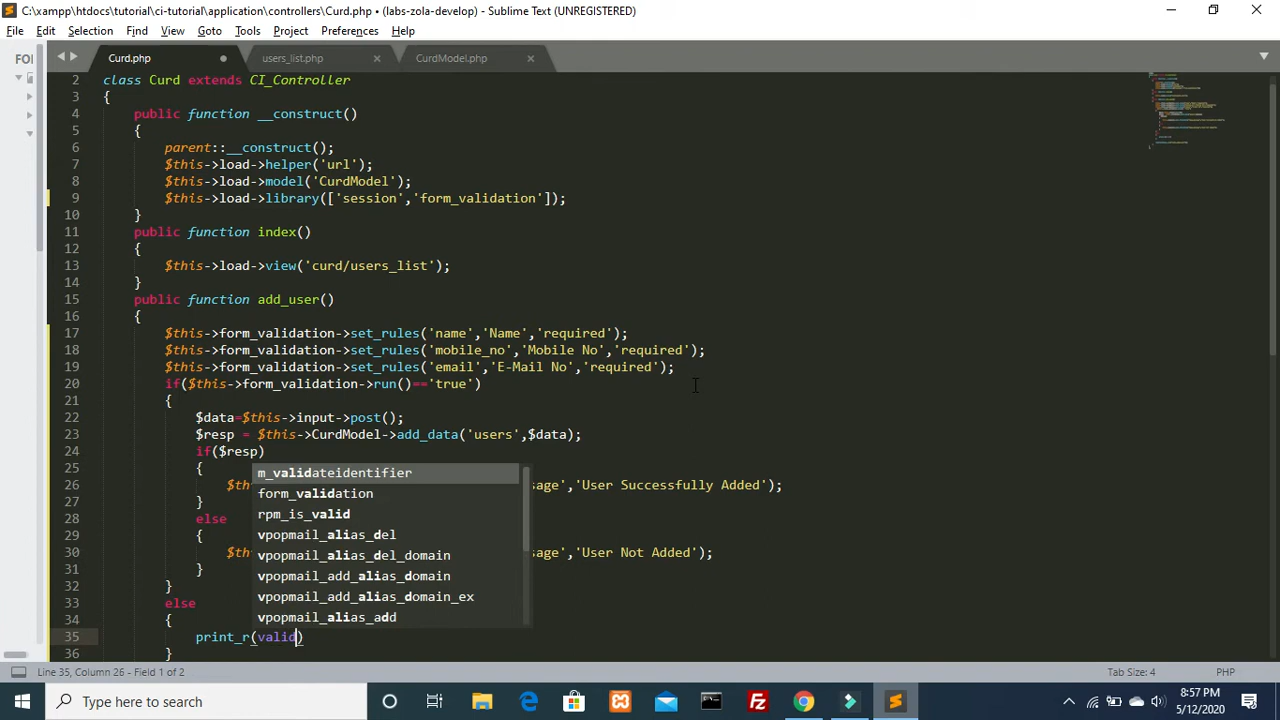 C:\xampp\htdocs\tutorial\ci-tutorial\application\controllers\Curd.php • (labs-zola-develop) - Sublime Text (UNREGISTERED)
File Edit Selection Find View Goto Tools Project Preferences Help
FO
Curd.php users_list.php CurdModel.php
2 class Curd extends CI_Controller
3 {
4 public function __construct()
5 {
6 parent::__construct();
7 $this->load->helper('url');
8 $this->load->model('CurdModel');
9 $this->load->library(['session','form_validation']);
10 }
11 public function index()
12 {
13 $this->load->view('curd/users_list');
14 }
15 public function add_user()
16 {
17 $this->form_validation->set_rules('name','Name','required');
18 $this->form_validation->set_rules('mobile_no','Mobile No','required');
19 $this->form_validation->set_rules('email','E-Mail No','required');
20 if($this->form_validation->run()=='true')
21 {
22 $data=$this->input->post();
23 $resp = $this->CurdModel->add_data('users',$data);
24 if($resp)
25 {
m_validateidentifier
26 $th sage','User Successfully Added');
form_validation
27 }
rpm_is_valid
28 else
vpopmail_alias_del
29 {
vpopmail_alias_del_domain
30 $th sage','User Not Added');
vpopmail_add_alias_domain
31 }
vpopmail_add_alias_domain_ex
32 }
33 else
vpopmail_alias_add
34 {
35 print_r(valid)
36 }
Line 35, Column 26 - Field 1 of 2 Tab Size: 4 PHP
Type here to search
8:57 PM
5/12/2020